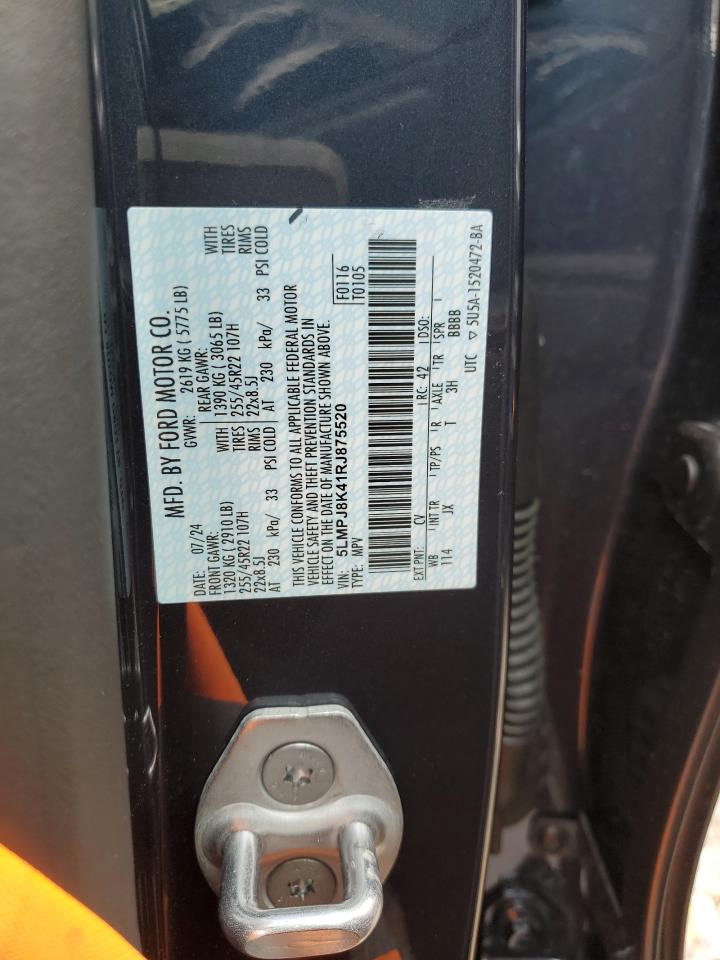 MFD. BY FORD MOTOR CO.
DATE: 07/24 GVWR: 2619 KG ( 5775 LB)
FRONT GAWR: REAR GAWR:
1320 KG ( 2910 LB) WITH 1390 KG ( 3065 LB) WITH
255/45R22 107H TIRES 255/45R22 107H TIRES
22x8.5J RIMS 22x8.5J RIMS
AT 230 kPa/ 33 PSI COLD AT 230 kPa/ 33 PSI COLD
THIS VEHICLE CONFORMS TO ALL APPLICABLE FEDERAL MOTOR
VEHICLE SAFETY AND THEFT PREVENTION STANDARDS IN
EFFECT ON THE DATE OF MANUFACTURE SHOWN ABOVE.
VIN: 5LMPJ8K41RJ875520 F0116
TYPE: MPV T0105
EXT PNT: CV RC: 42 DSO:
WB INT TR TP/PS R AXLE TR SPR
114 JX T 3H BBBB
UTC ▽ 5U5A-1520472-BA